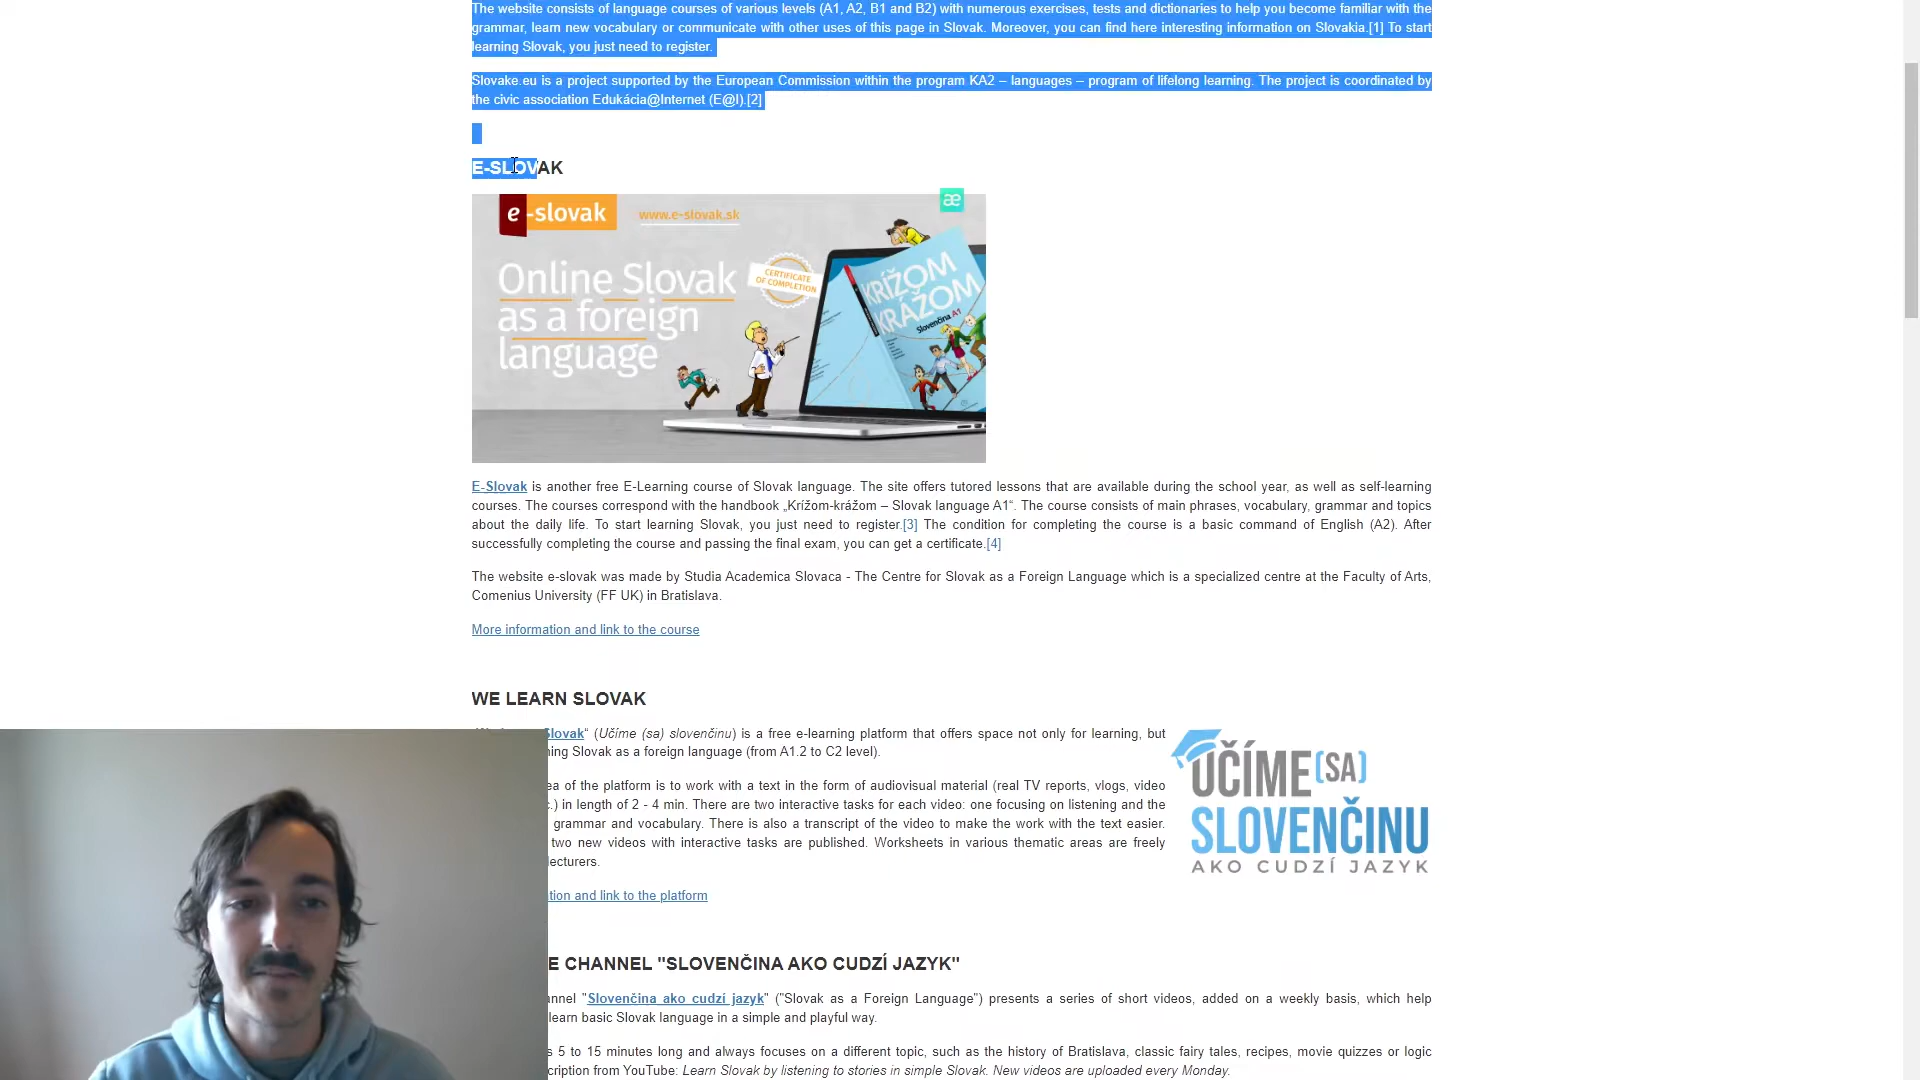 The website consists of language courses of various levels (A1, A2, B1 and B2) with numerous exercises, tests and dictionaries to help you become familiar with the
grammar, learn new vocabulary or communicate with other uses of this page in Slovak. Moreover, you can find here interesting information on Slovakia.[1] To start
learning Slovak, you just need to register.
Slovake.eu is a project supported by the European Commission within the program KA2 – languages – program of lifelong learning. The project is coordinated by
the civic association Edukácia@Internet (E@I).[2]
E-SLOVAK
e-slovak www.e-slovak.sk
æ
Online Slovak
as a foreign
language
CERTIFICATE
OF COMPLETION
KRÍŽOM
KRÁŽOM
Slovenčina A1
E-Slovak is another free E-Learning course of Slovak language. The site offers tutored lessons that are available during the school year, as well as self-learning
courses. The courses correspond with the handbook „Krížom-krážom – Slovak language A1“. The course consists of main phrases, vocabulary, grammar and topics
about the daily life. To start learning Slovak, you just need to register.[3] The condition for completing the course is a basic command of English (A2). After
successfully completing the course and passing the final exam, you can get a certificate.[4]
The website e-slovak was made by Studia Academica Slovaca - The Centre for Slovak as a Foreign Language which is a specialized centre at the Faculty of Arts,
Comenius University (FF UK) in Bratislava.
More information and link to the course
WE LEARN SLOVAK
Slovak“ (Učíme (sa) slovenčinu) is a free e-learning platform that offers space not only for learning, but
Slovak as a foreign language (from A1.2 to C2 level).
of the platform is to work with a text in the form of audiovisual material (real TV reports, vlogs, video
) in length of 2 - 4 min. There are two interactive tasks for each video: one focusing on listening and the
grammar and vocabulary. There is also a transcript of the video to make the work with the text easier.
two new videos with interactive tasks are published. Worksheets in various thematic areas are freely
lecturers.
and link to the platform
UČÍME (SA)
SLOVENČINU
AKO CUDZÍ JAZYK
CHANNEL "SLOVENČINA AKO CUDZÍ JAZYK"
"Slovenčina ako cudzí jazyk" ("Slovak as a Foreign Language") presents a series of short videos, added on a weekly basis, which help
learn basic Slovak language in a simple and playful way.
5 to 15 minutes long and always focuses on a different topic, such as the history of Bratislava, classic fairy tales, recipes, movie quizzes or logic
from YouTube: Learn Slovak by listening to stories in simple Slovak. New videos are uploaded every Monday.